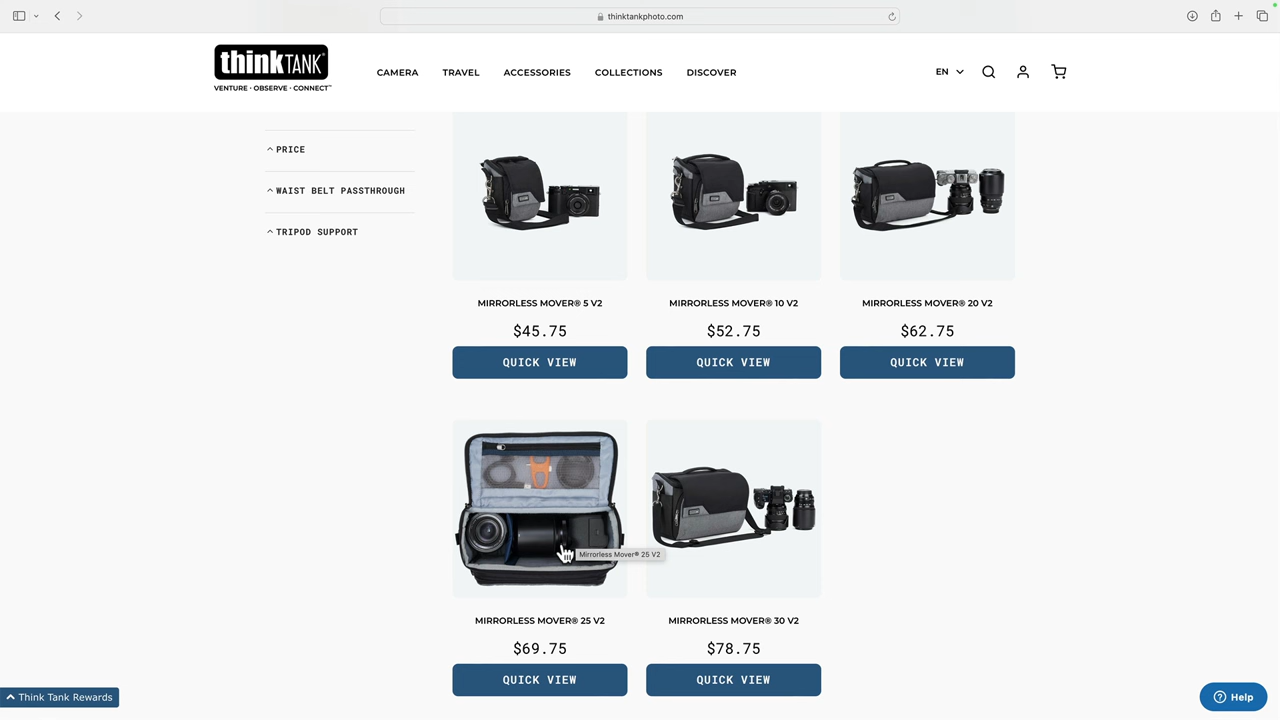 thinktankphoto.com
thinkTANK®
VENTURE · OBSERVE · CONNECT™
CAMERA
TRAVEL
ACCESSORIES
COLLECTIONS
DISCOVER
EN
PRICE
WAIST BELT PASSTHROUGH
TRIPOD SUPPORT
MIRRORLESS MOVER® 5 V2
MIRRORLESS MOVER® 10 V2
MIRRORLESS MOVER® 20 V2
$45.75
$52.75
$62.75
QUICK VIEW
QUICK VIEW
QUICK VIEW
Mirrorless Mover® 25 V2
MIRRORLESS MOVER® 25 V2
MIRRORLESS MOVER® 30 V2
$69.75
$78.75
QUICK VIEW
QUICK VIEW
Think Tank Rewards
Help